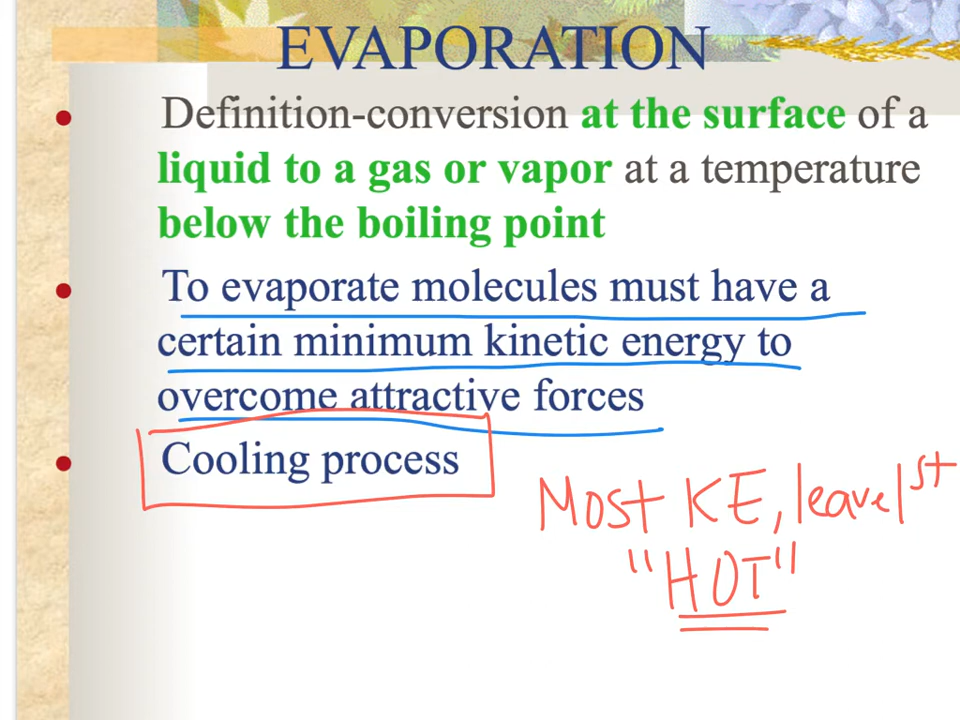 EVAPORATION
• Definition-conversion at the surface of a
liquid to a gas or vapor at a temperature
below the boiling point
• To evaporate molecules must have a
certain minimum kinetic energy to
overcome attractive forces
• Cooling process
Most KE, leave 1st
"HOT"